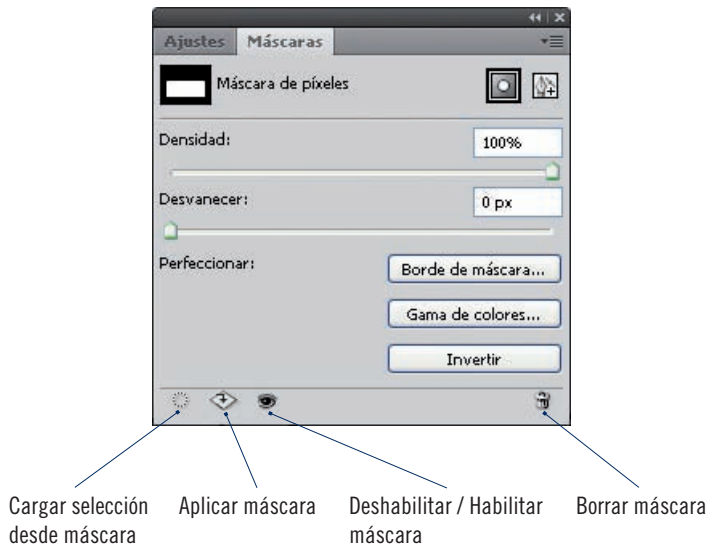 Ajustes Máscaras
Máscara de píxeles
Densidad: 100%
Desvanecer: 0 px
Perfeccionar: Borde de máscara...
Gama de colores...
Invertir
Cargar selección desde máscara
Aplicar máscara
Deshabilitar / Habilitar máscara
Borrar máscara